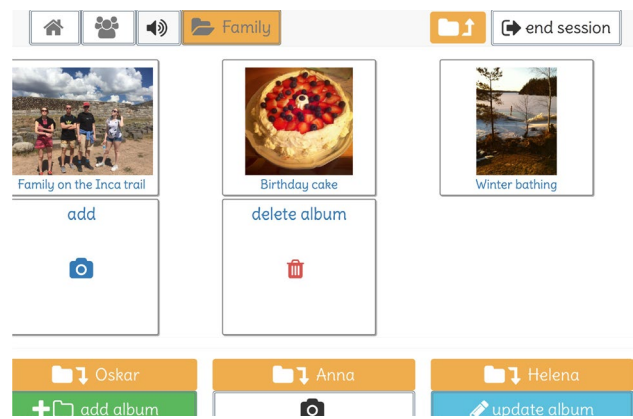 Family
end session
Family on the Inca trail
Birthday cake
Winter bathing
add
delete album
Oskar
Anna
Helena
add album
update album